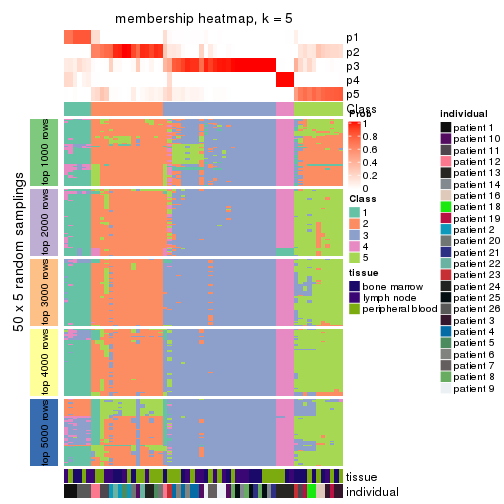 membership heatmap, k = 5
p1
p2
p3
p4
p5
Class
50 x 5 random samplings
top 1000 rows
top 2000 rows
top 3000 rows
top 4000 rows
top 5000 rows
tissue
individual
Prob
1
0.8
0.6
0.4
0.2
0
Class
1
2
3
4
5
tissue
bone marrow
lymph node
peripheral blood
individual
patient 1
patient 10
patient 11
patient 12
patient 13
patient 14
patient 16
patient 18
patient 19
patient 2
patient 20
patient 21
patient 22
patient 23
patient 24
patient 25
patient 26
patient 3
patient 4
patient 5
patient 6
patient 7
patient 8
patient 9